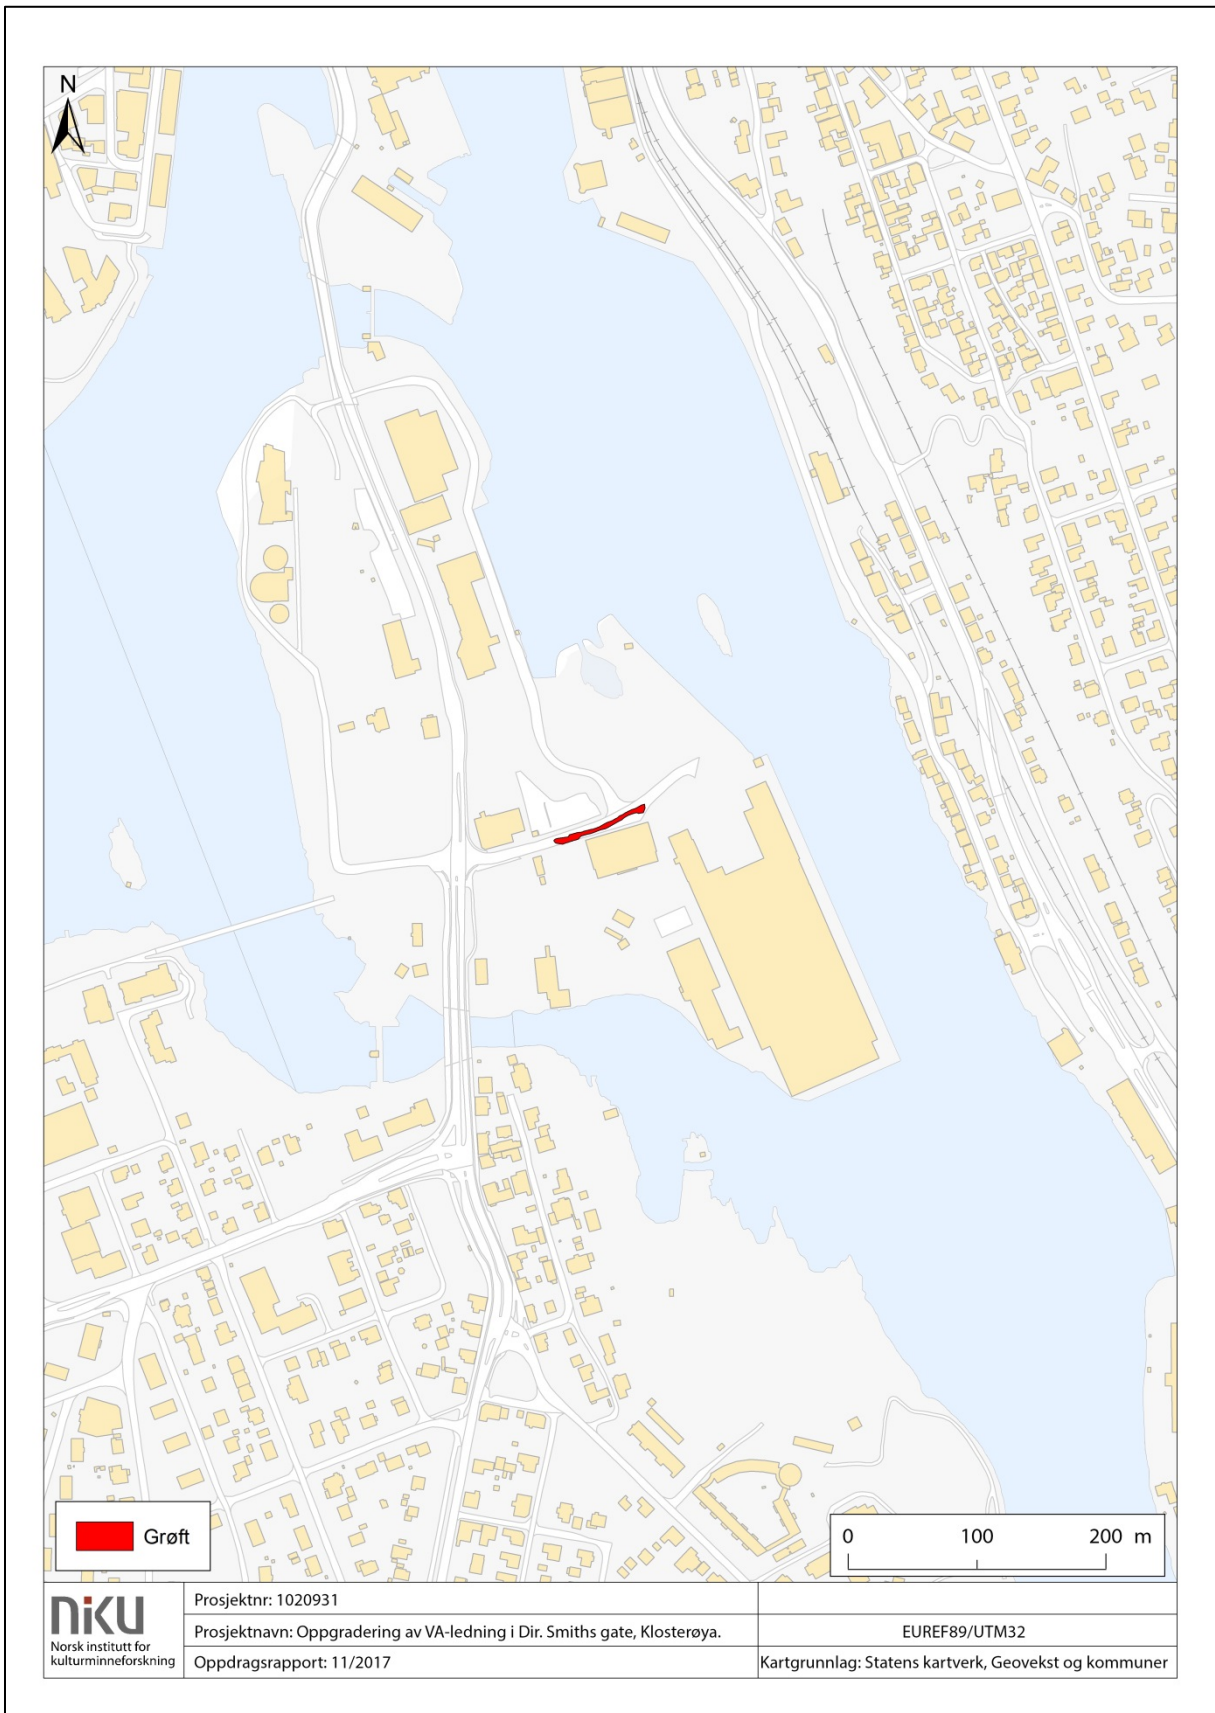 N
Grøft
0 100 200 m
niku
Norsk institutt for
kulturminneforskning
Prosjektnr: 1020931
Prosjektnavn: Oppgradering av VA-ledning i Dir. Smiths gate, Klosterøya.
EUREF89/UTM32
Oppdragsrapport: 11/2017
Kartgrunnlag: Statens kartverk, Geovekst og kommuner